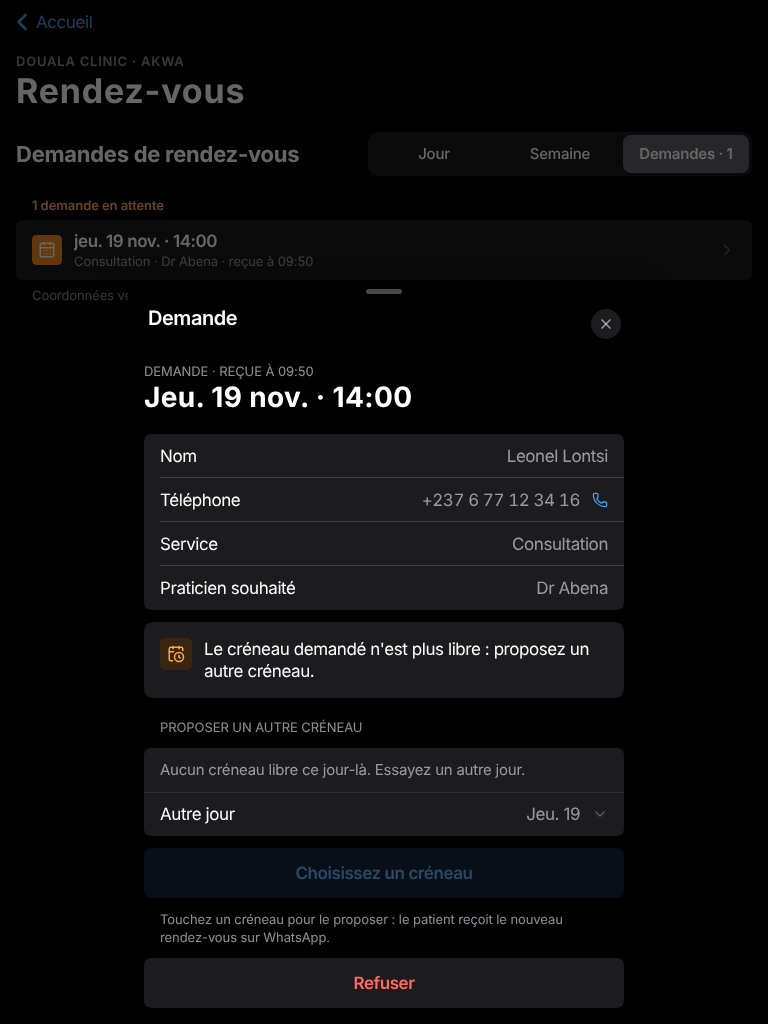 Accueil
DOUALA CLINIC · AKWA
Rendez-vous
Demandes de rendez-vous
Jour
Semaine
Demandes · 1
1 demande en attente
jeu. 19 nov. · 14:00
Consultation · Dr Abena · reçue à 09:50
Coordonnées
Demande
DEMANDE · REÇUE À 09:50
Jeu. 19 nov. · 14:00
Nom Leonel Lontsi
Téléphone +237 6 77 12 34 16
Service Consultation
Praticien souhaité Dr Abena
Le créneau demandé n'est plus libre : proposez un
autre créneau.
PROPOSER UN AUTRE CRÉNEAU
Aucun créneau libre ce jour-là. Essayez un autre jour.
Autre jour Jeu. 19
Choisissez un créneau
Touchez un créneau pour le proposer : le patient reçoit le nouveau
rendez-vous sur WhatsApp.
Refuser